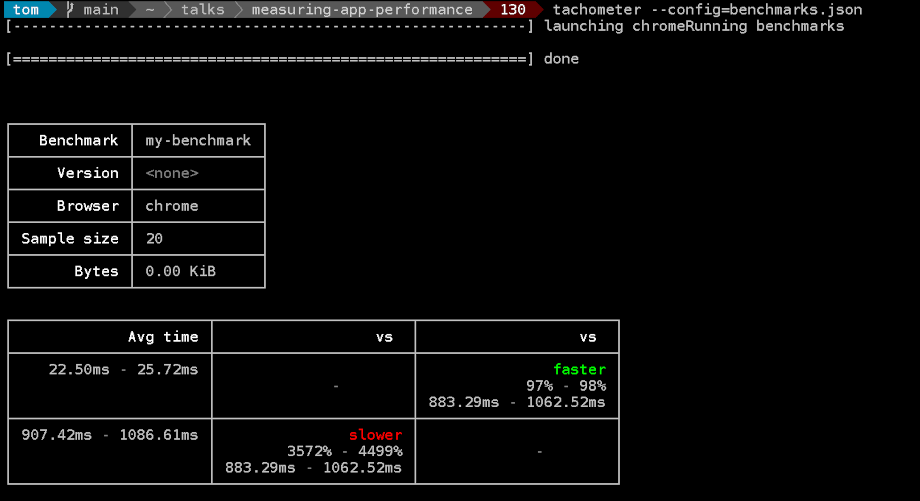 tom main ~ talks measuring-app-performance 130 tachometer --config=benchmarks.json
[----------------------------------------------------------] launching chromeRunning benchmarks
[==========================================================] done
Benchmark my-benchmark
Version <none>
Browser chrome
Sample size 20
Bytes 0.00 KiB
Avg time vs vs
22.50ms - 25.72ms - faster
97% - 98%
883.29ms - 1062.52ms
907.42ms - 1086.61ms slower -
3572% - 4499%
883.29ms - 1062.52ms